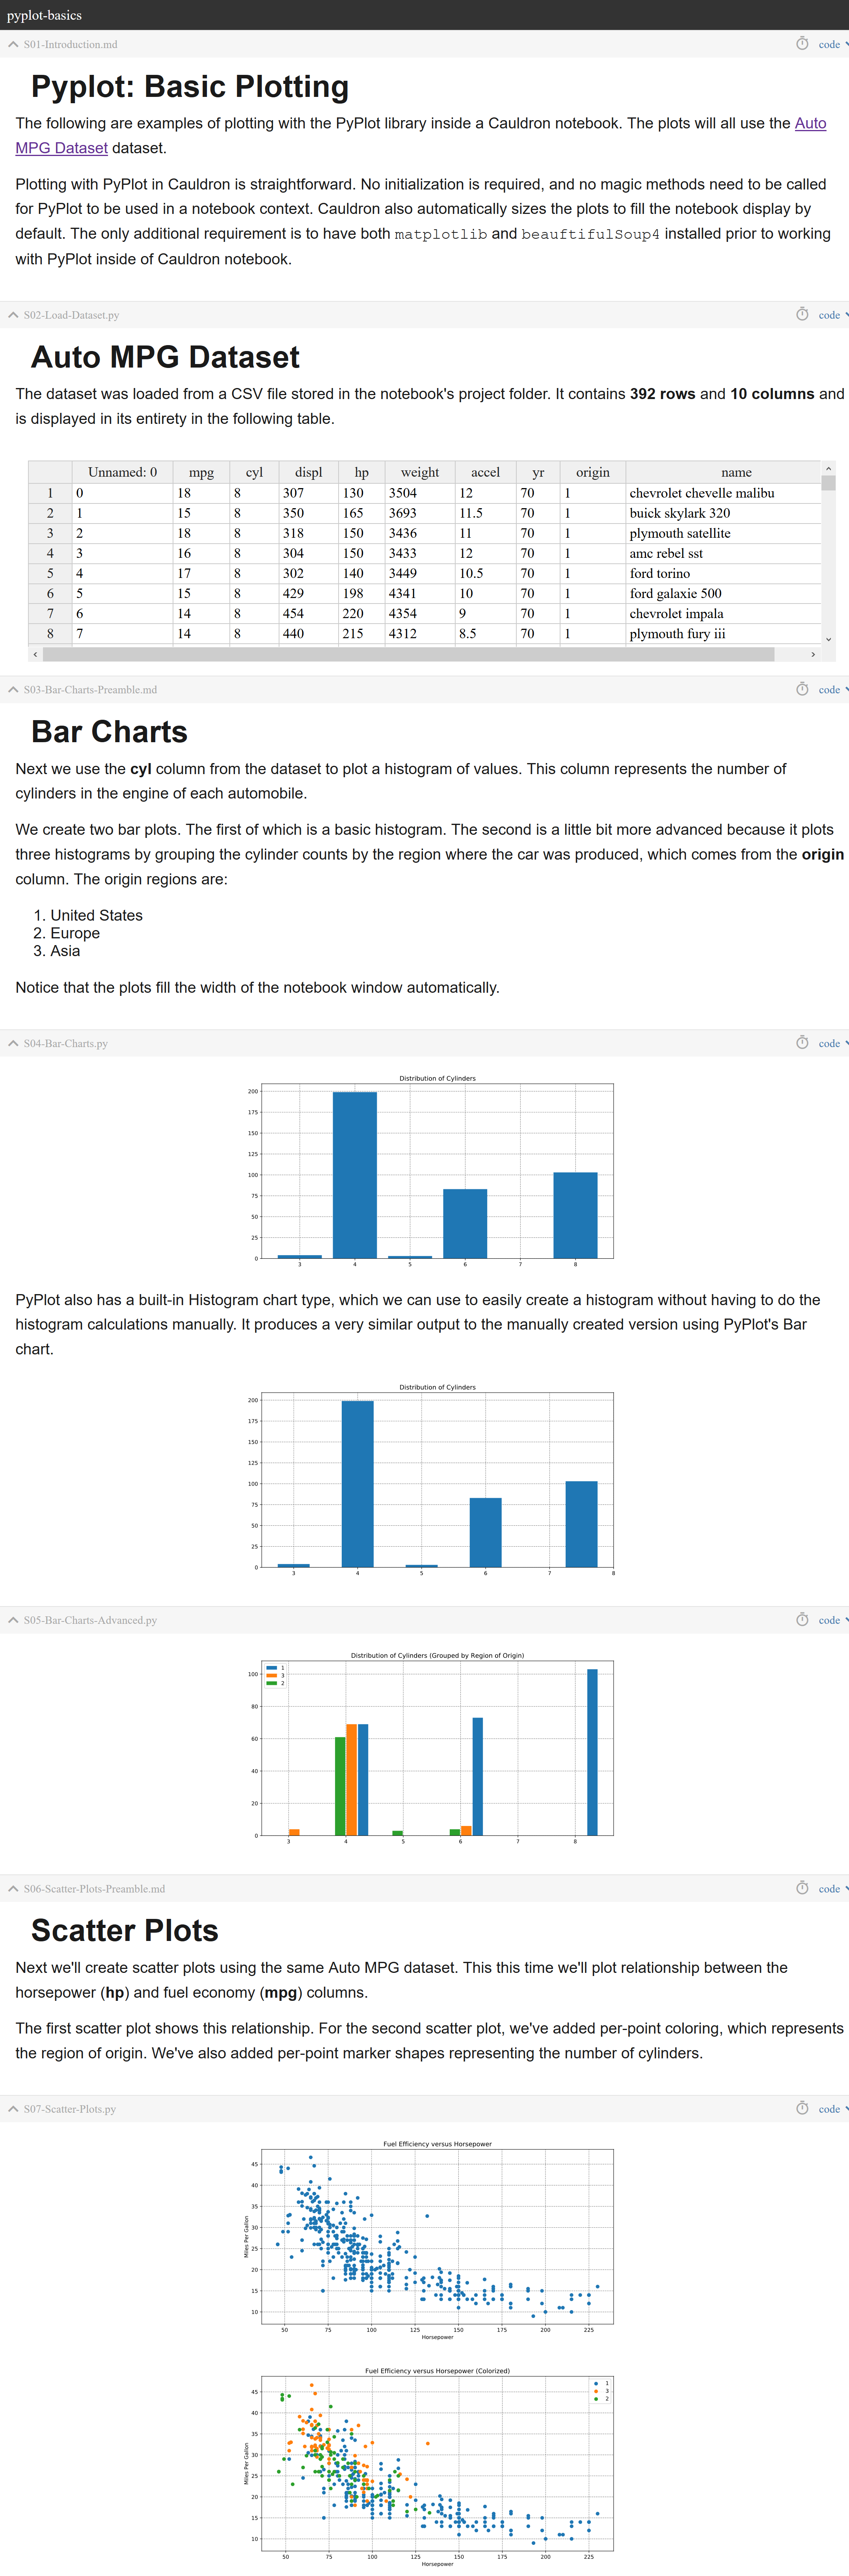 pyplot-basics
S01-Introduction.md code
Pyplot: Basic Plotting
The following are examples of plotting with the PyPlot library inside a Cauldron notebook. The plots will all use the Auto
MPG Dataset dataset.
Plotting with PyPlot in Cauldron is straightforward. No initialization is required, and no magic methods need to be called
for PyPlot to be used in a notebook context. Cauldron also automatically sizes the plots to fill the notebook display by
default. The only additional requirement is to have both matplotlib and beauftifulSoup4 installed prior to working
with PyPlot inside of Cauldron notebook.
S02-Load-Dataset.py code
Auto MPG Dataset
The dataset was loaded from a CSV file stored in the notebook's project folder. It contains 392 rows and 10 columns and
is displayed in its entirety in the following table.
Unnamed: 0 mpg cyl displ hp weight accel yr origin name
1 0 18 8 307 130 3504 12 70 1 chevrolet chevelle malibu
2 1 15 8 350 165 3693 11.5 70 1 buick skylark 320
3 2 18 8 318 150 3436 11 70 1 plymouth satellite
4 3 16 8 304 150 3433 12 70 1 amc rebel sst
5 4 17 8 302 140 3449 10.5 70 1 ford torino
6 5 15 8 429 198 4341 10 70 1 ford galaxie 500
7 6 14 8 454 220 4354 9 70 1 chevrolet impala
8 7 14 8 440 215 4312 8.5 70 1 plymouth fury iii
S03-Bar-Charts-Preamble.md code
Bar Charts
Next we use the cyl column from the dataset to plot a histogram of values. This column represents the number of
cylinders in the engine of each automobile.
We create two bar plots. The first of which is a basic histogram. The second is a little bit more advanced because it plots
three histograms by grouping the cylinder counts by the region where the car was produced, which comes from the origin
column. The origin regions are:
1. United States
2. Europe
3. Asia
Notice that the plots fill the width of the notebook window automatically.
S04-Bar-Charts.py code
Distribution of Cylinders
200
175
150
125
100
75
50
25
0
3 4 5 6 7 8
PyPlot also has a built-in Histogram chart type, which we can use to easily create a histogram without having to do the
histogram calculations manually. It produces a very similar output to the manually created version using PyPlot's Bar
chart.
Distribution of Cylinders
200
175
150
125
100
75
50
25
0
3 4 5 6 7 8
S05-Bar-Charts-Advanced.py code
Distribution of Cylinders (Grouped by Region of Origin)
1
3
2
100
80
60
40
20
0
3 4 5 6 7 8
S06-Scatter-Plots-Preamble.md code
Scatter Plots
Next we'll create scatter plots using the same Auto MPG dataset. This this time we'll plot relationship between the
horsepower (hp) and fuel economy (mpg) columns.
The first scatter plot shows this relationship. For the second scatter plot, we've added per-point coloring, which represents
the region of origin. We've also added per-point marker shapes representing the number of cylinders.
S07-Scatter-Plots.py code
Fuel Efficiency versus Horsepower
45
40
35
30
25
20
15
10
Miles Per Gallon
50 75 100 125 150 175 200 225
Horsepower
Fuel Efficiency versus Horsepower (Colorized)
1
3
2
45
40
35
30
25
20
15
10
Miles Per Gallon
50 75 100 125 150 175 200 225
Horsepower